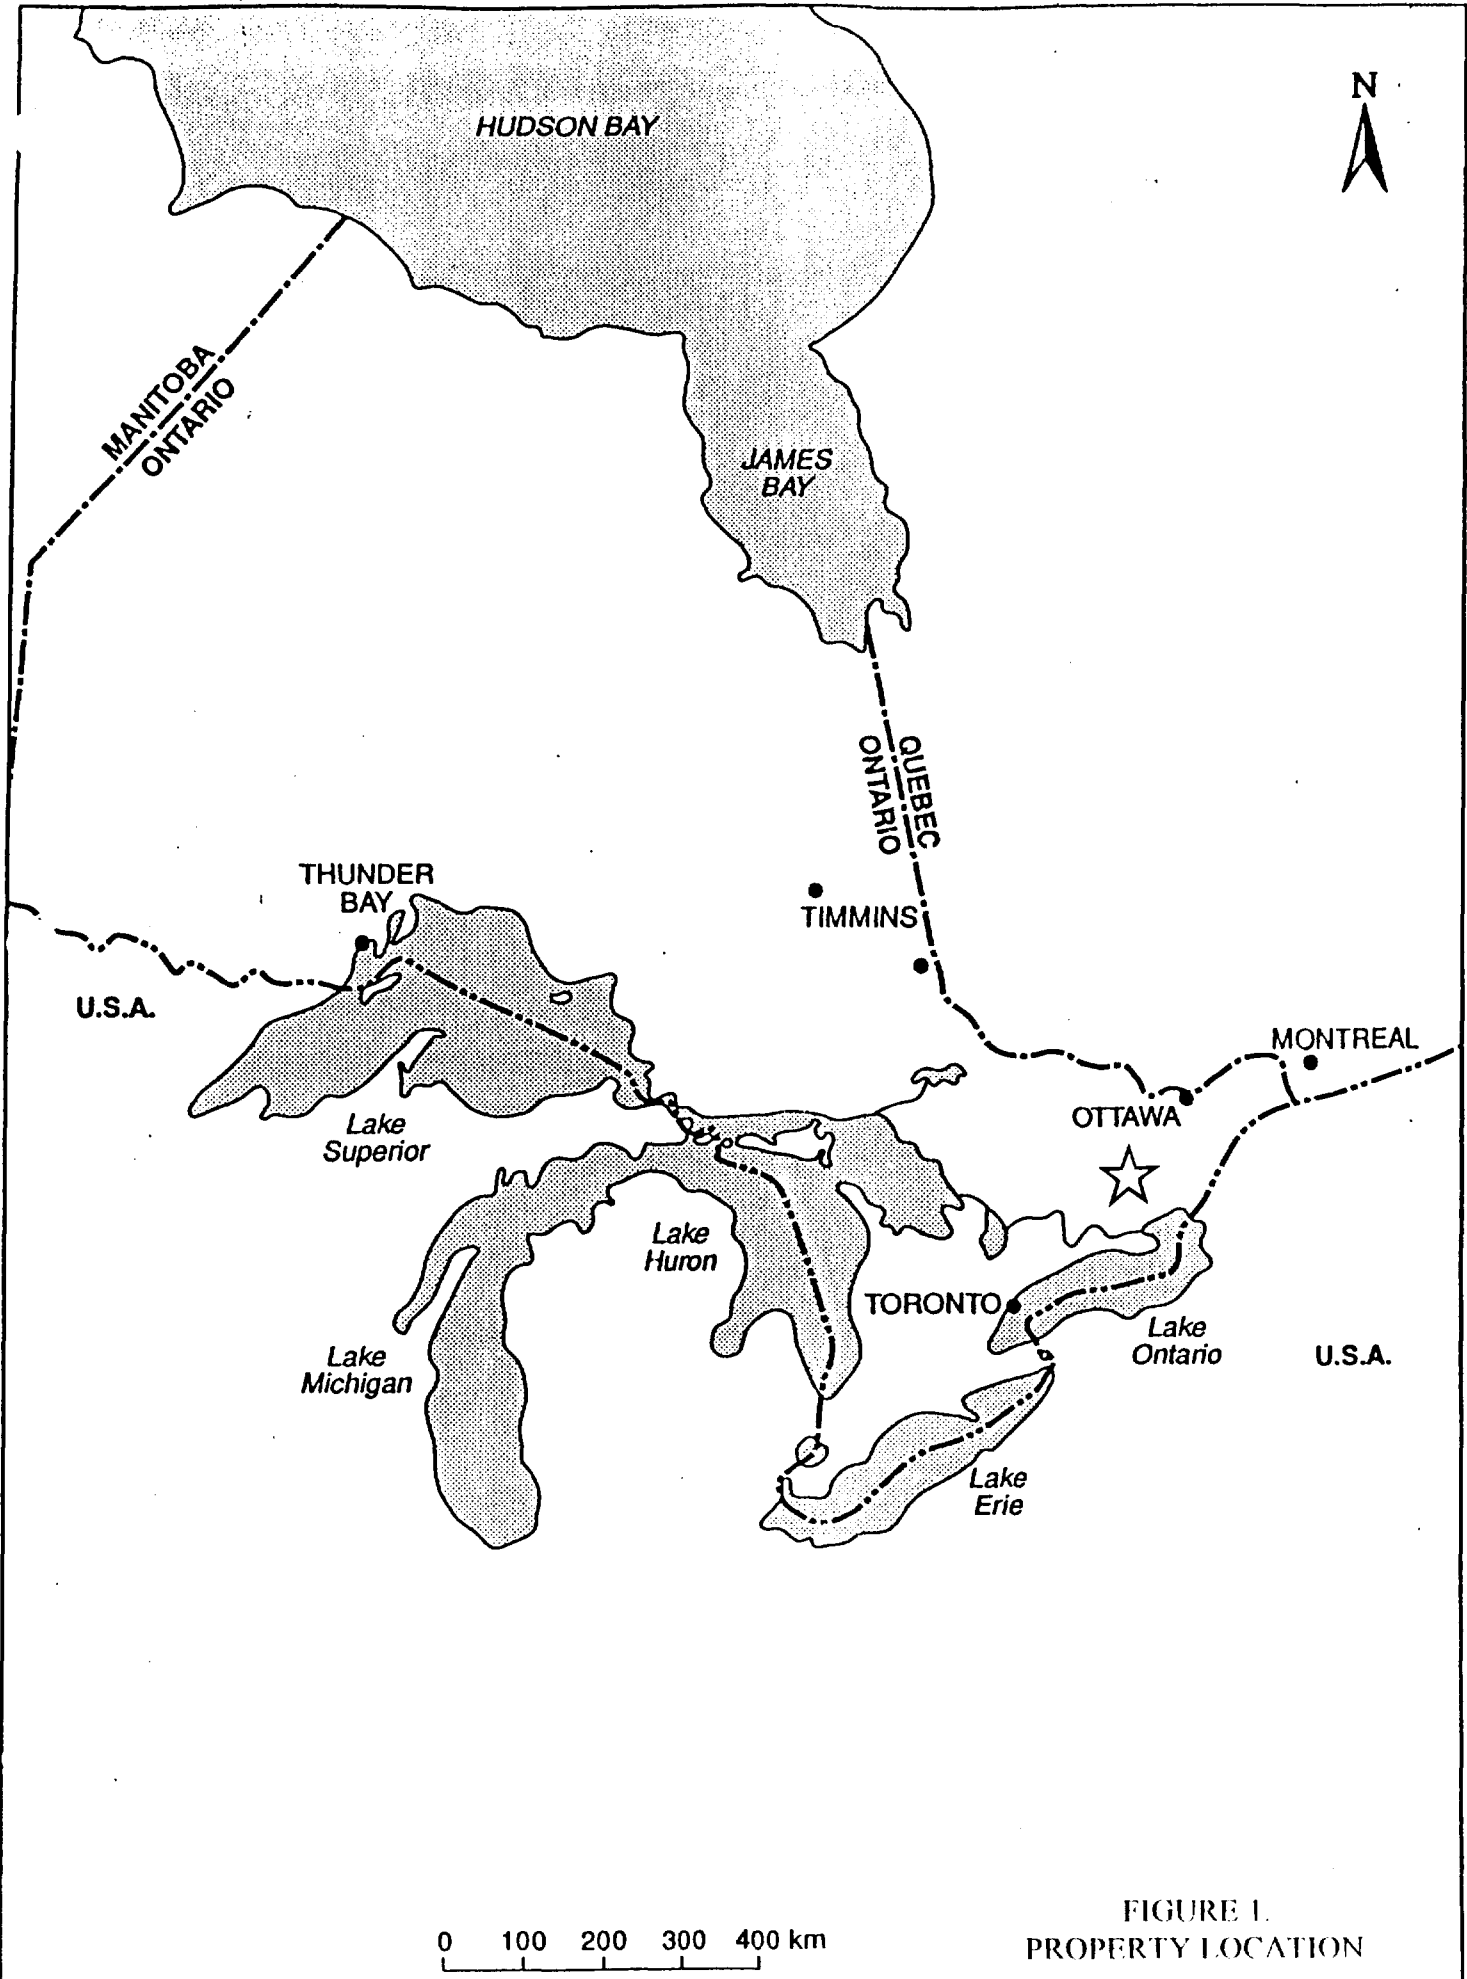 N
HUDSON BAY
MANITOBA
ONTARIO
JAMES
BAY
QUEBEC
ONTARIO
THUNDER
BAY
TIMMINS
U.S.A.
MONTREAL
OTTAWA
Lake
Superior
Lake
Huron
TORONTO
Lake
Ontario
U.S.A.
Lake
Michigan
Lake
Erie
FIGURE 1.
PROPERTY LOCATION
0 100 200 300 400 km